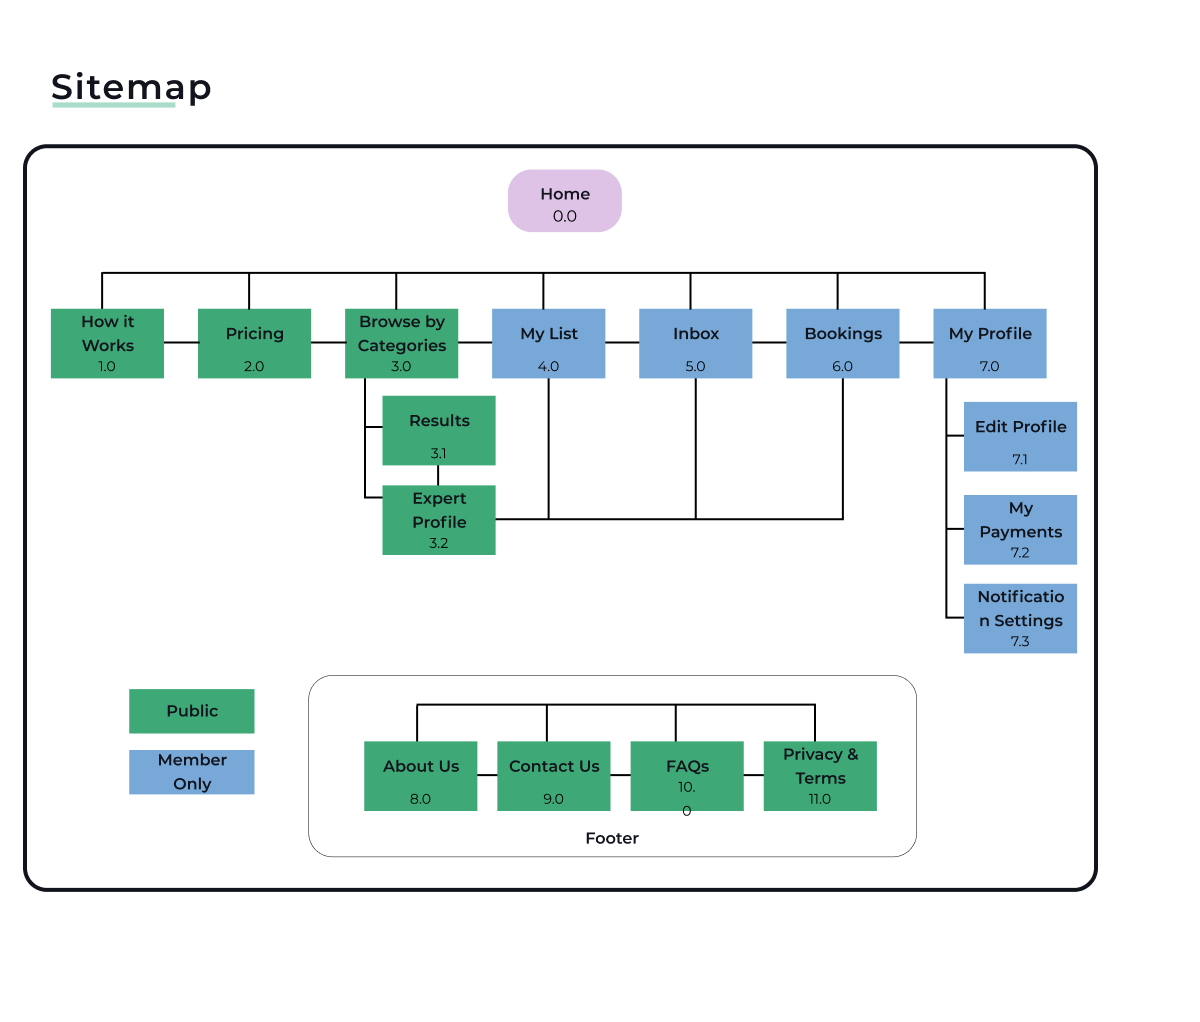 Sitemap
Home
0.0
How it
Works
1.0
Pricing
2.0
Browse by
Categories
3.0
My List
4.0
Inbox
5.0
Bookings
6.0
My Profile
7.0
Results
3.1
Expert
Profile
3.2
Edit Profile
7.1
My
Payments
7.2
Notificatio
n Settings
7.3
Public
Member
Only
About Us
8.0
Contact Us
9.0
FAQs
10.
0
Privacy &
Terms
11.0
Footer